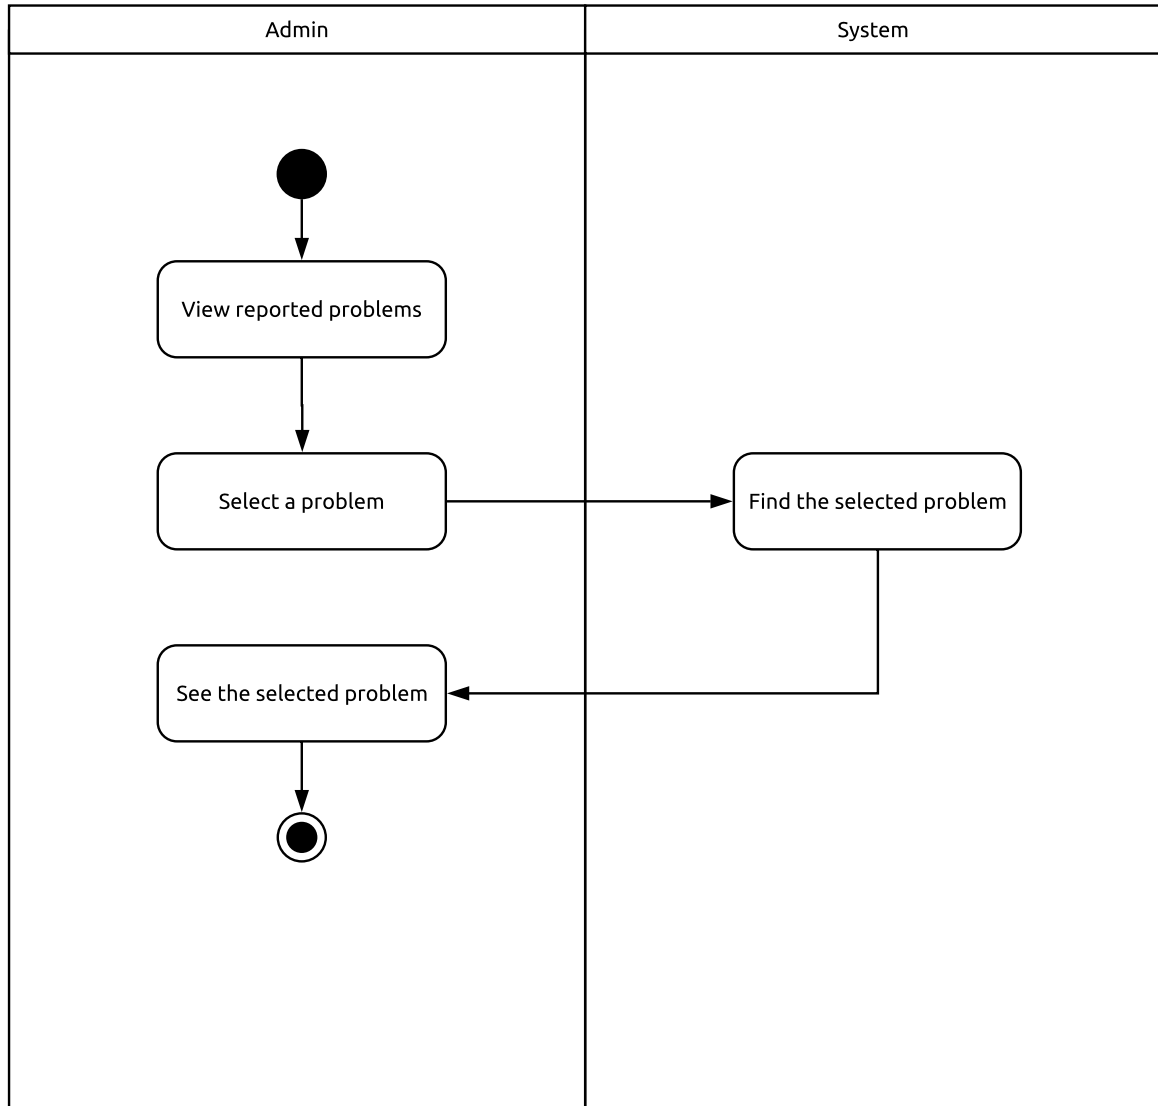 Admin
System
View reported problems
Select a problem
Find the selected problem
See the selected problem